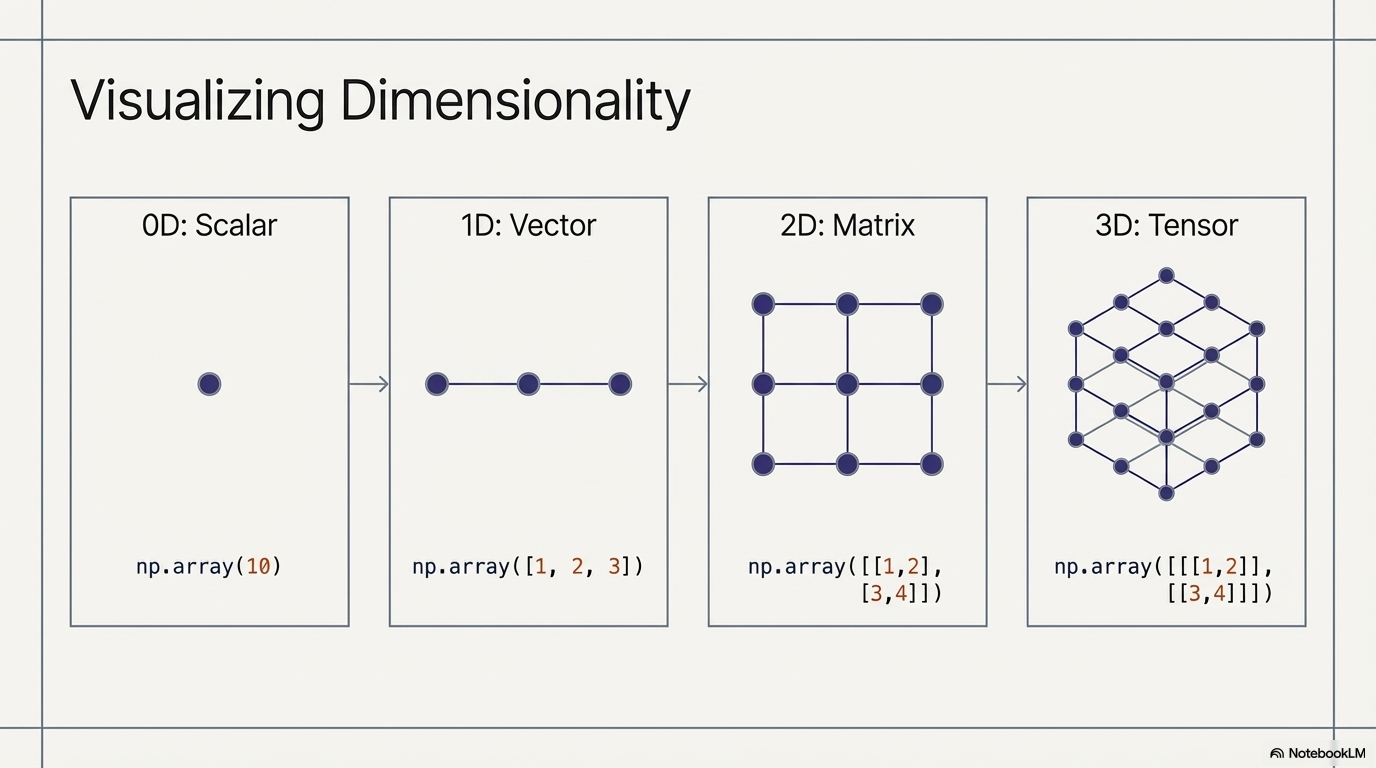 Visualizing Dimensionality
0D: Scalar
np.array(10)
1D: Vector
np.array([1, 2, 3])
2D: Matrix
np.array([[1,2],
[3,4]])
3D: Tensor
np.array([[[1,2]],
[[3,4]]])
NotebookLM